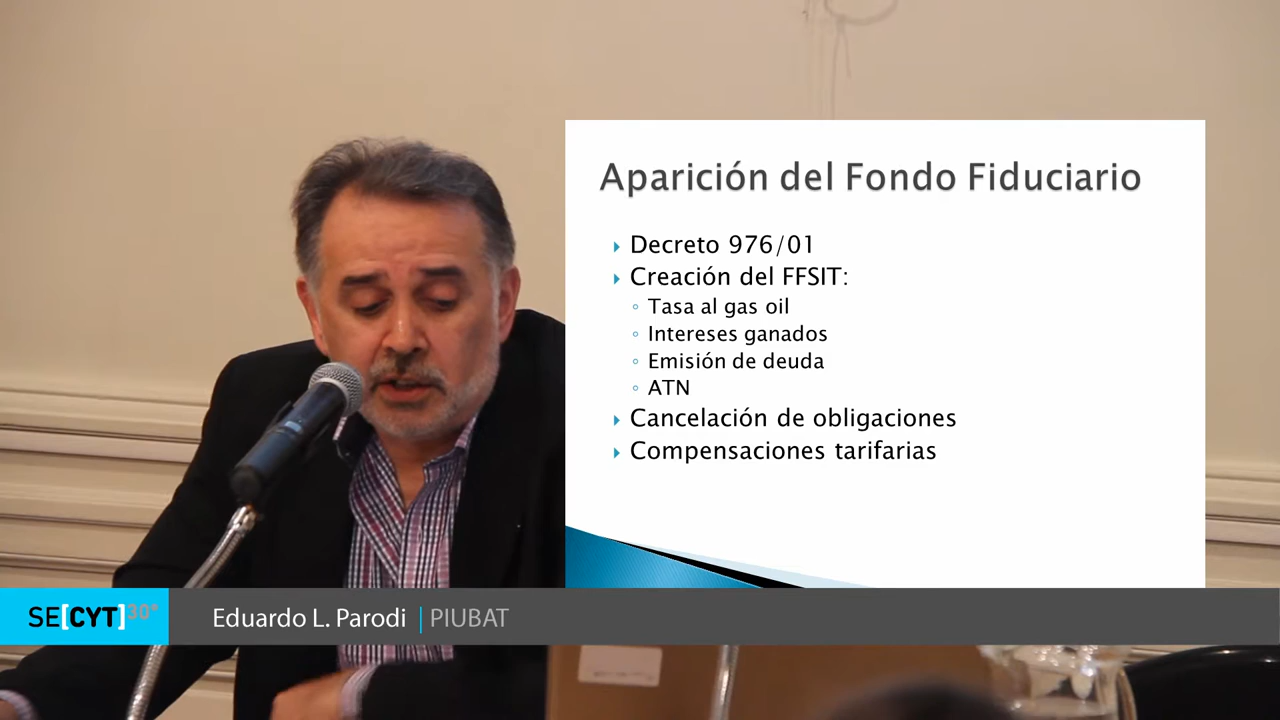 Aparición del Fondo Fiduciario
Decreto 976/01
Creación del FFSIT:
Tasa al gas oil
Intereses ganados
Emisión de deuda
ATN
Cancelación de obligaciones
Compensaciones tarifarias
SE[CYT]30°
Eduardo L. Parodi | PIUBAT